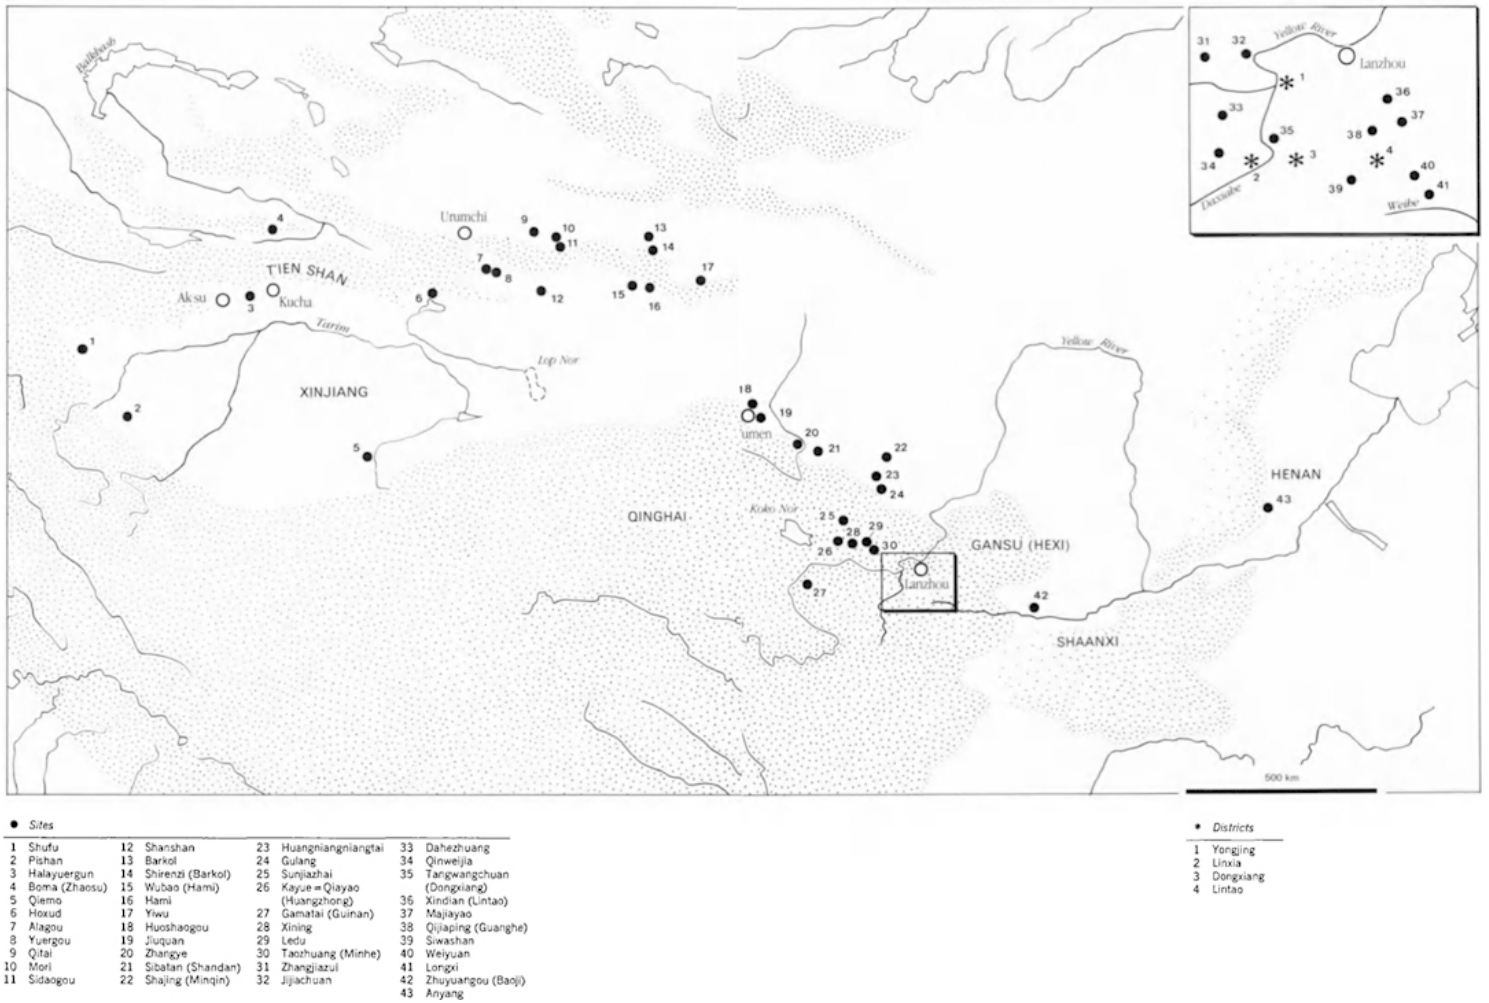 Balkhash
Urumchi
T'IEN SHAN
Aksu
Kucha
Tarim
Lop Nor
XINJIANG
1
2
3
4
5
6
7
8
9
10
11
12
13
14
15
16
17
18
19
umen
20
21
22
23
24
QINGHAI
Koko Nor
25
26
27
28
29
30
Lanzhou
GANSU (HEXI)
42
SHAANXI
Yellow River
HENAN
43
500 km
Yellow River
Lanzhou
31
32
1
33
36
37
38
35
34
2
3
4
39
40
41
Daxiahe
Weihe
Sites
1 Shufu
2 Pishan
3 Halayuergun
4 Boma (Zhaosu)
5 Qiemo
6 Hoxud
7 Alagou
8 Yuergou
9 Qitai
10 Mori
11 Sidaogou
12 Shanshan
13 Barkol
14 Shirenzi (Barkol)
15 Wubao (Hami)
16 Hami
17 Yiwu
18 Huoshaogou
19 Jiuquan
20 Zhangye
21 Sibatan (Shandan)
22 Shajing (Minqin)
23 Huangniangniangtai
24 Gulang
25 Sunjiazhai
26 Kayue = Qiayao
(Huangzhong)
27 Gamatai (Guinan)
28 Xining
29 Ledu
30 Taozhuang (Minhe)
31 Zhangjiazui
32 Jijiachuan
33 Dahezhuang
34 Qinweijia
35 Tangwangchuan
(Dongxiang)
36 Xindian (Lintao)
37 Majiayao
38 Qijiaping (Guanghe)
39 Siwashan
40 Weiyuan
41 Longxi
42 Zhuyuangou (Baoji)
43 Anyang
* Districts
1 Yongjing
2 Linxia
3 Dongxiang
4 Lintao